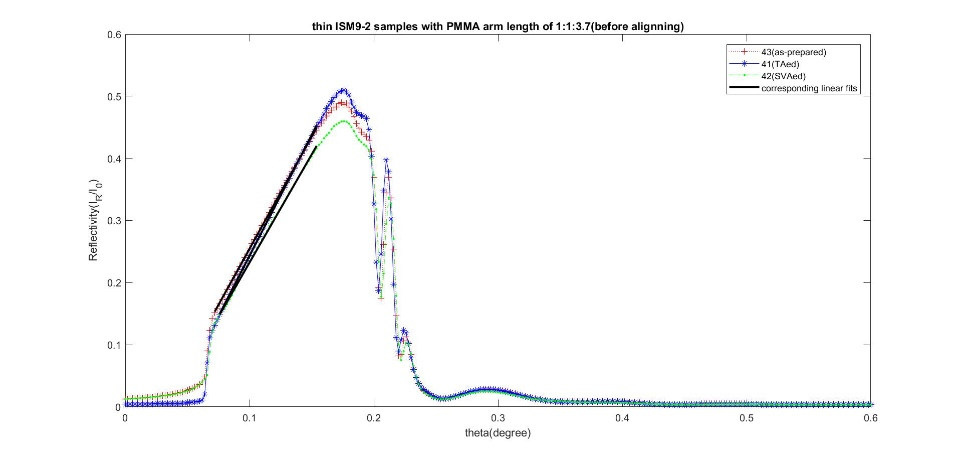 thin ISM9-2 samples with PMMA arm length of 1:1:3.7(before alignning)
0.6
0.5
0.4
0.3
0.2
0.1
0
Reflectivity(I_R/I_0)
43(as-prepared)
41(TAed)
42(SVAed)
corresponding linear fits
0 0.1 0.2 0.3 0.4 0.5 0.6
theta(degree)